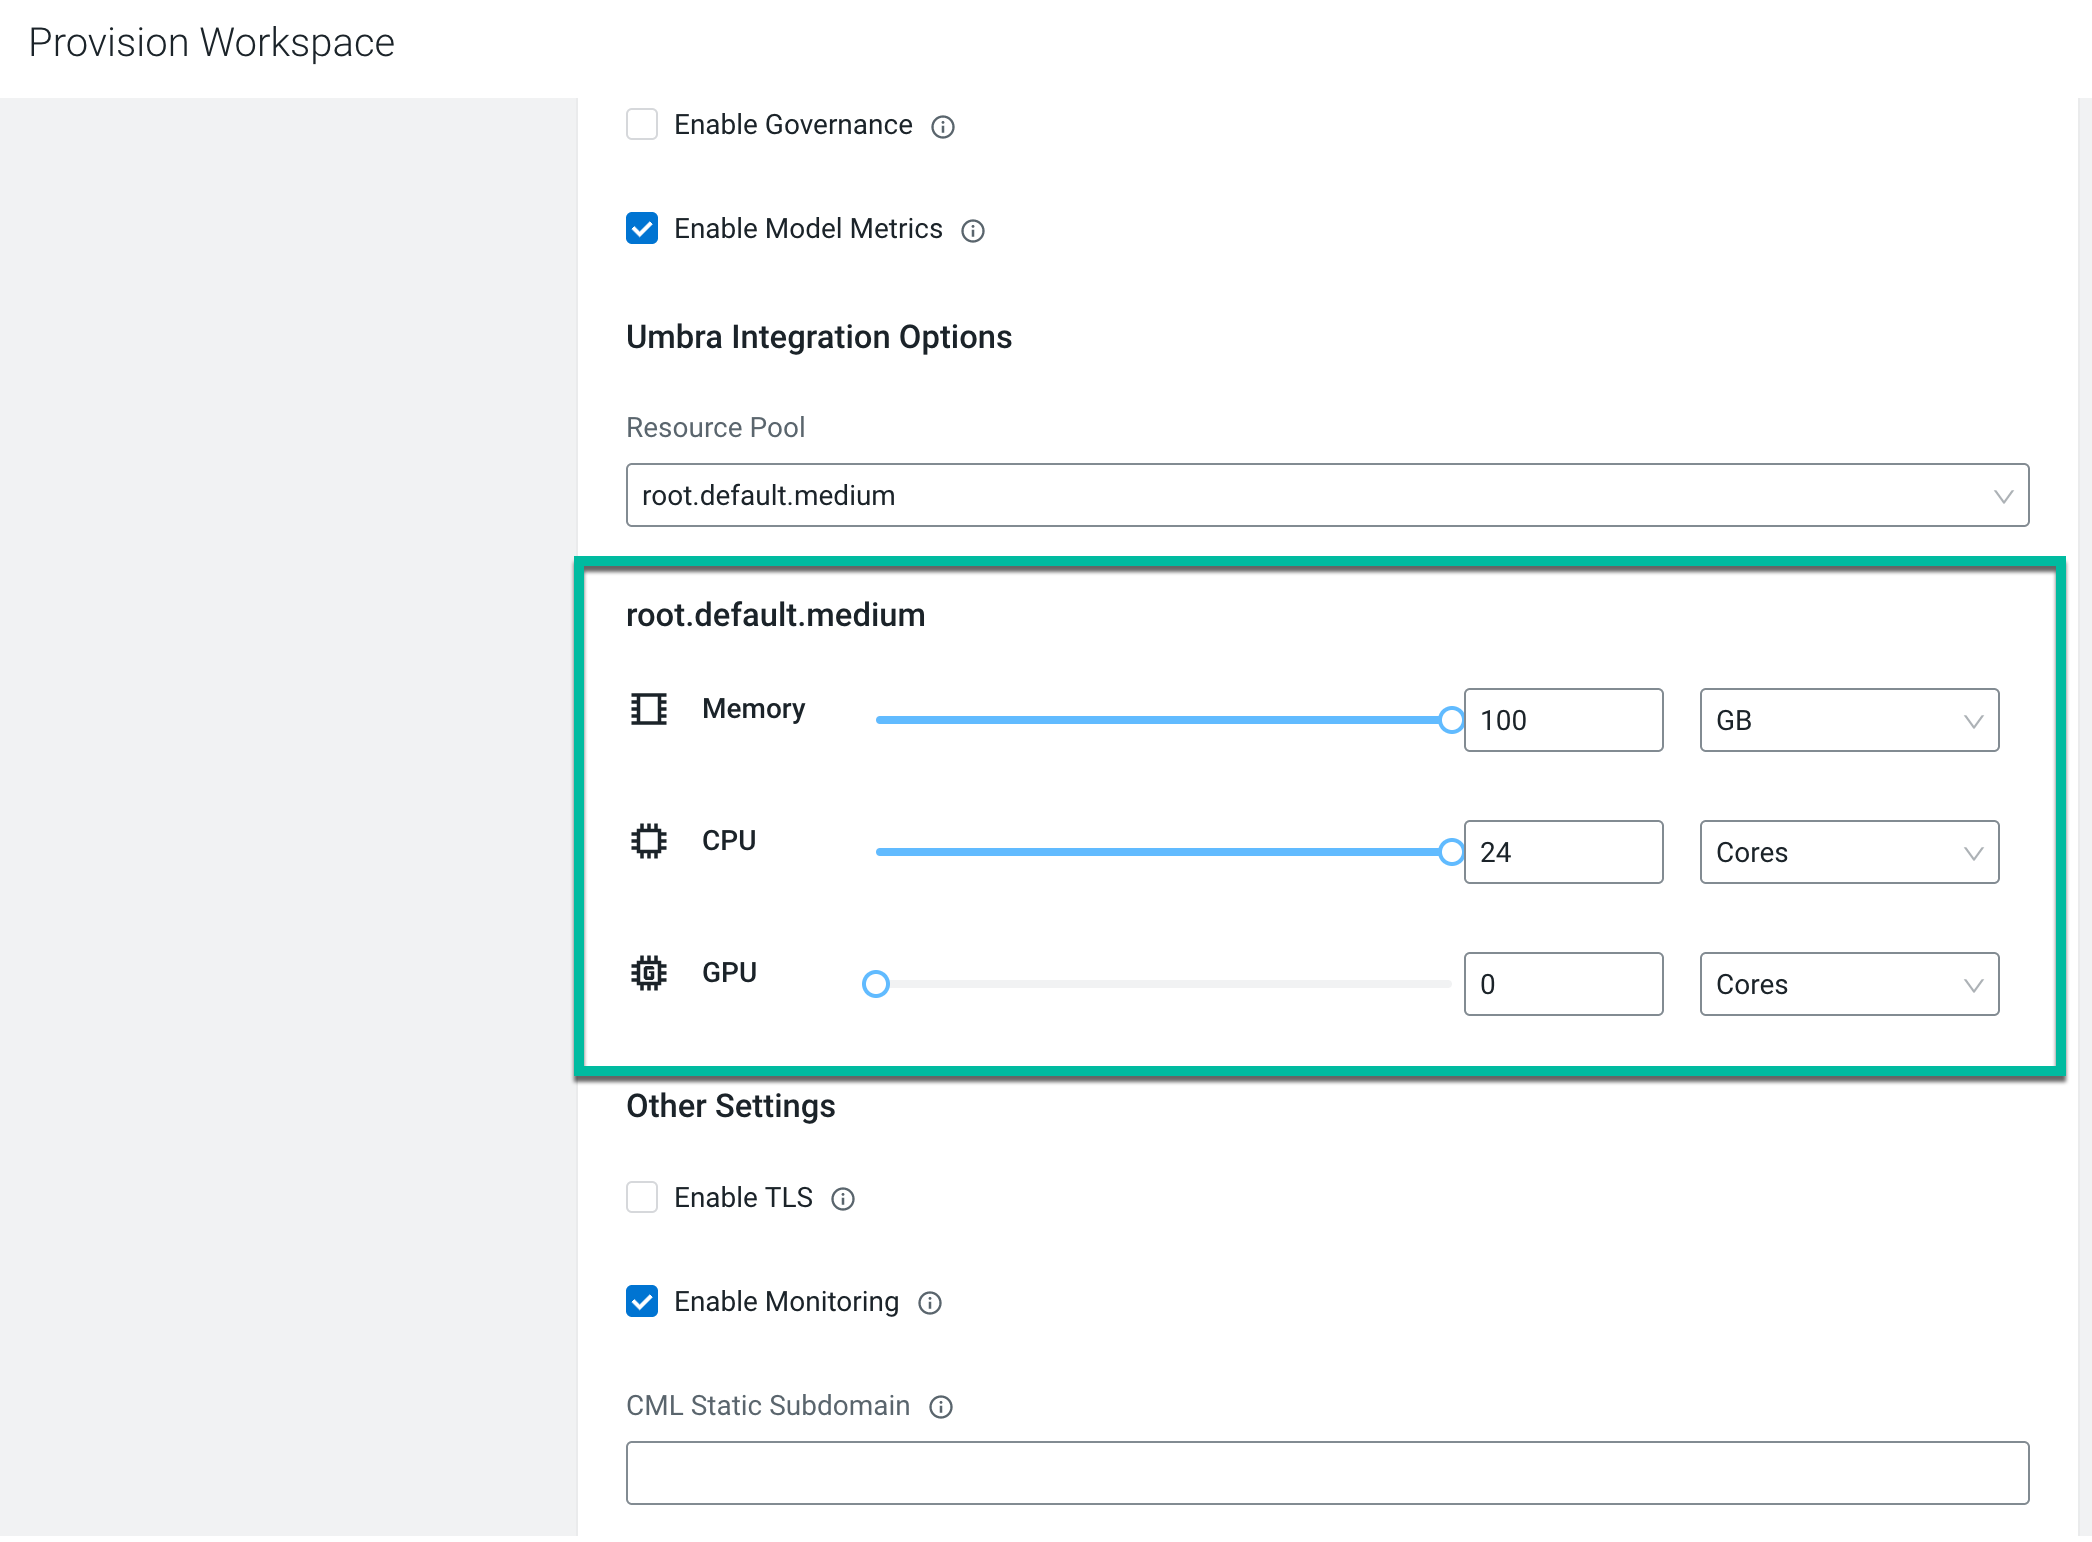 Provision Workspace
Enable Governance
Enable Model Metrics
Umbra Integration Options
Resource Pool
root.default.medium
root.default.medium
Memory 100 GB
CPU 24 Cores
GPU 0 Cores
Other Settings
Enable TLS
Enable Monitoring
CML Static Subdomain